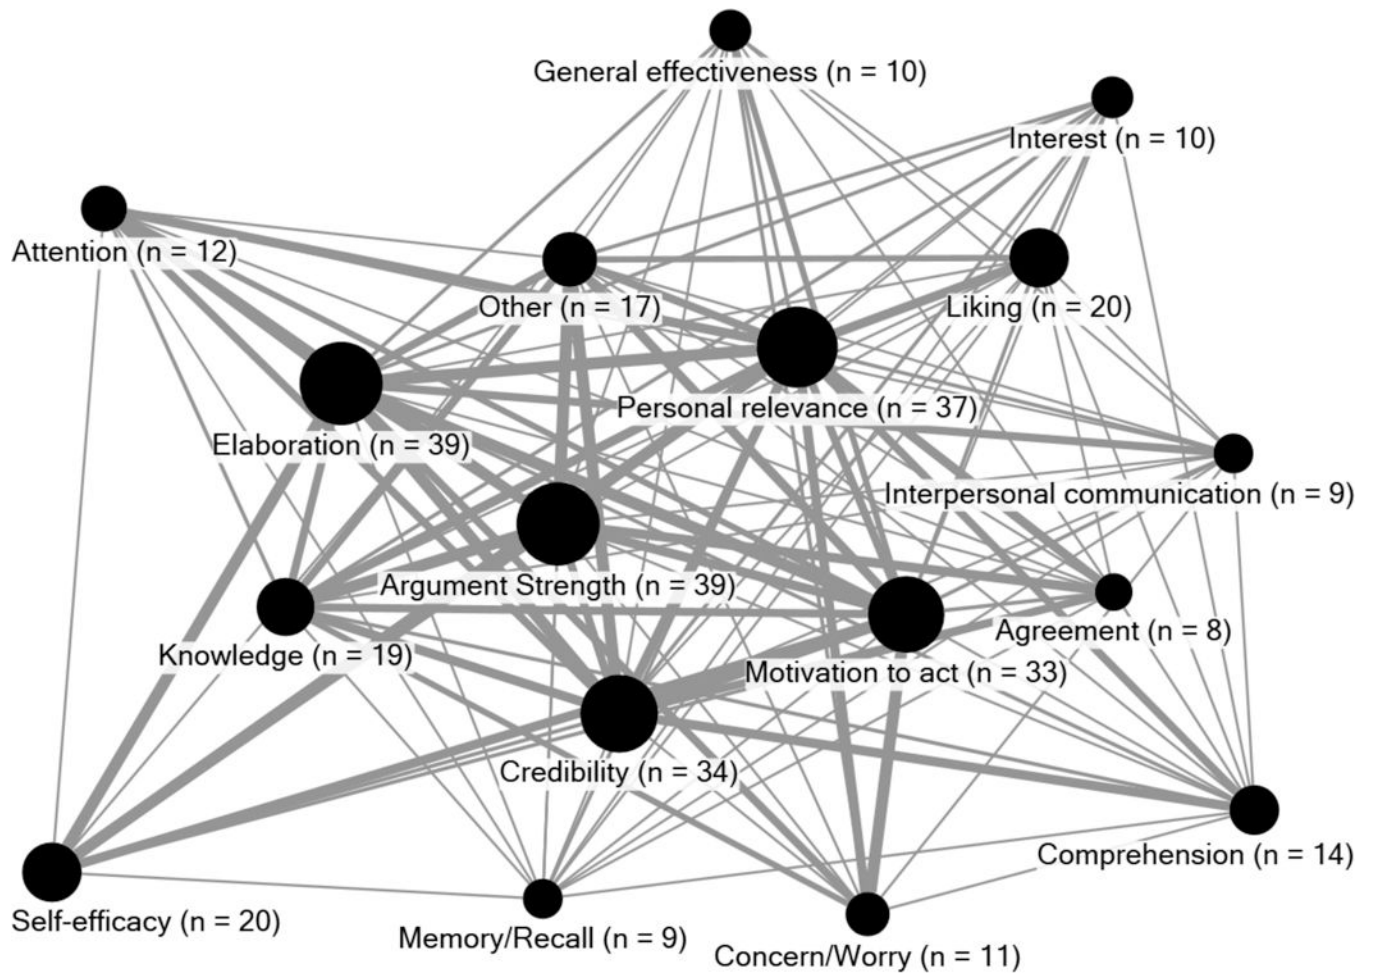 General effectiveness (n = 10)
Interest (n = 10)
Attention (n = 12)
Other (n = 17)
Liking (n = 20)
Personal relevance (n = 37)
Elaboration (n = 39)
Interpersonal communication (n = 9)
Argument Strength (n = 39)
Agreement (n = 8)
Knowledge (n = 19)
Motivation to act (n = 33)
Credibility (n = 34)
Comprehension (n = 14)
Self-efficacy (n = 20)
Memory/Recall (n = 9)
Concern/Worry (n = 11)